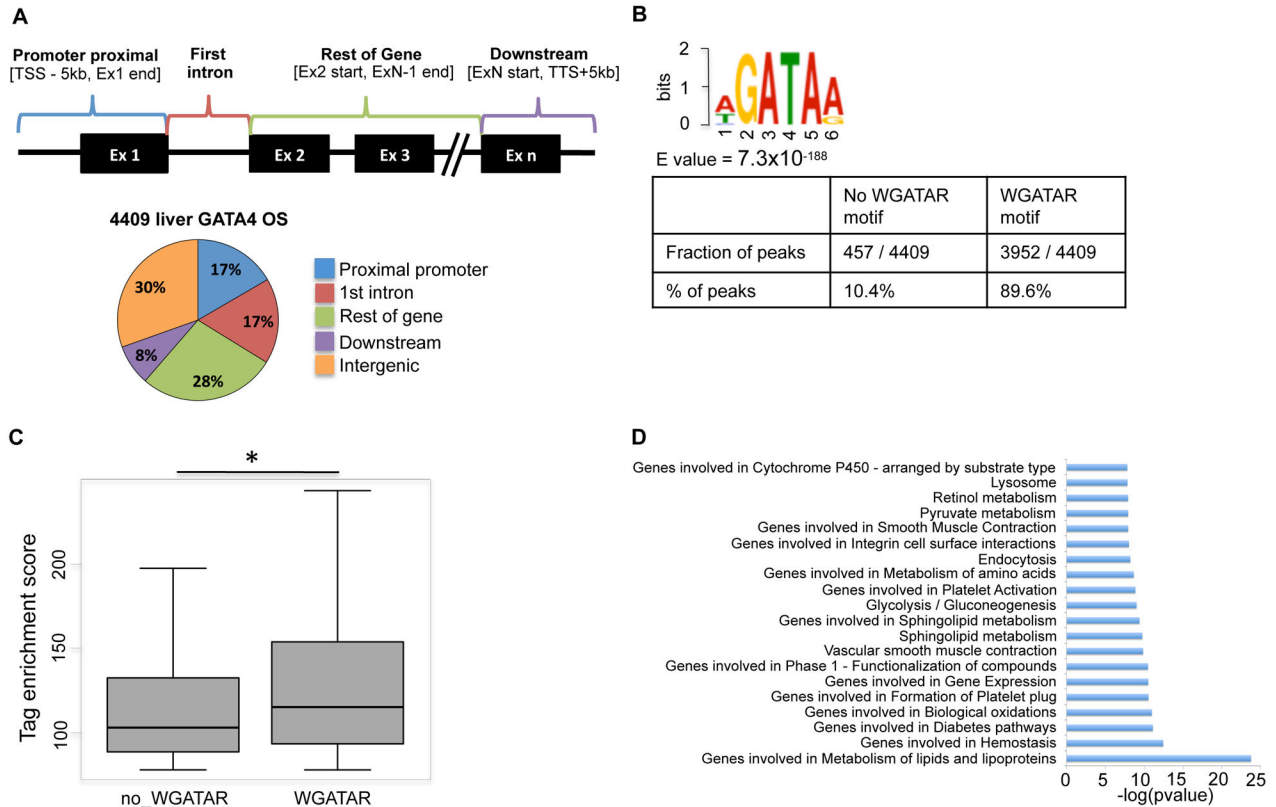 A
Promoter proximal
[TSS - 5kb, Ex1 end]
First
intron
Rest of Gene
[Ex2 start, ExN-1 end]
Downstream
[ExN start, TTS+5kb]
Ex 1
Ex 2
Ex 3
Ex n
4409 liver GATA4 OS
17%
17%
28%
8%
30%
Proximal promoter
1st intron
Rest of gene
Downstream
Intergenic
B
2
1
0
bits
A
T
GATAA
G
1 2 3 4 5 6
E value = 7.3x10-188
No WGATAR
motif
WGATAR
motif
Fraction of peaks
457 / 4409
3952 / 4409
% of peaks
10.4%
89.6%
C
*
Tag enrichment score
200
150
100
no_WGATAR
WGATAR
D
Genes involved in Cytochrome P450 - arranged by substrate type
Lysosome
Retinol metabolism
Pyruvate metabolism
Genes involved in Smooth Muscle Contraction
Genes involved in Integrin cell surface interactions
Endocytosis
Genes involved in Metabolism of amino acids
Genes involved in Platelet Activation
Glycolysis / Gluconeogenesis
Genes involved in Sphingolipid metabolism
Sphingolipid metabolism
Vascular smooth muscle contraction
Genes involved in Phase 1 - Functionalization of compounds
Genes involved in Gene Expression
Genes involved in Formation of Platelet plug
Genes involved in Biological oxidations
Genes involved in Diabetes pathways
Genes involved in Hemostasis
Genes involved in Metabolism of lipids and lipoproteins
0 5 10 15 20 25
-log(pvalue)